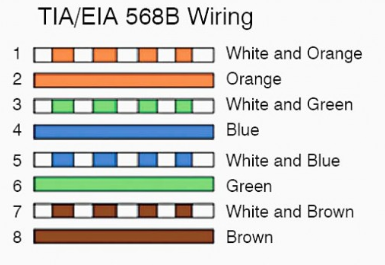 TIA/EIA 568B Wiring
1 White and Orange
2 Orange
3 White and Green
4 Blue
5 White and Blue
6 Green
7 White and Brown
8 Brown